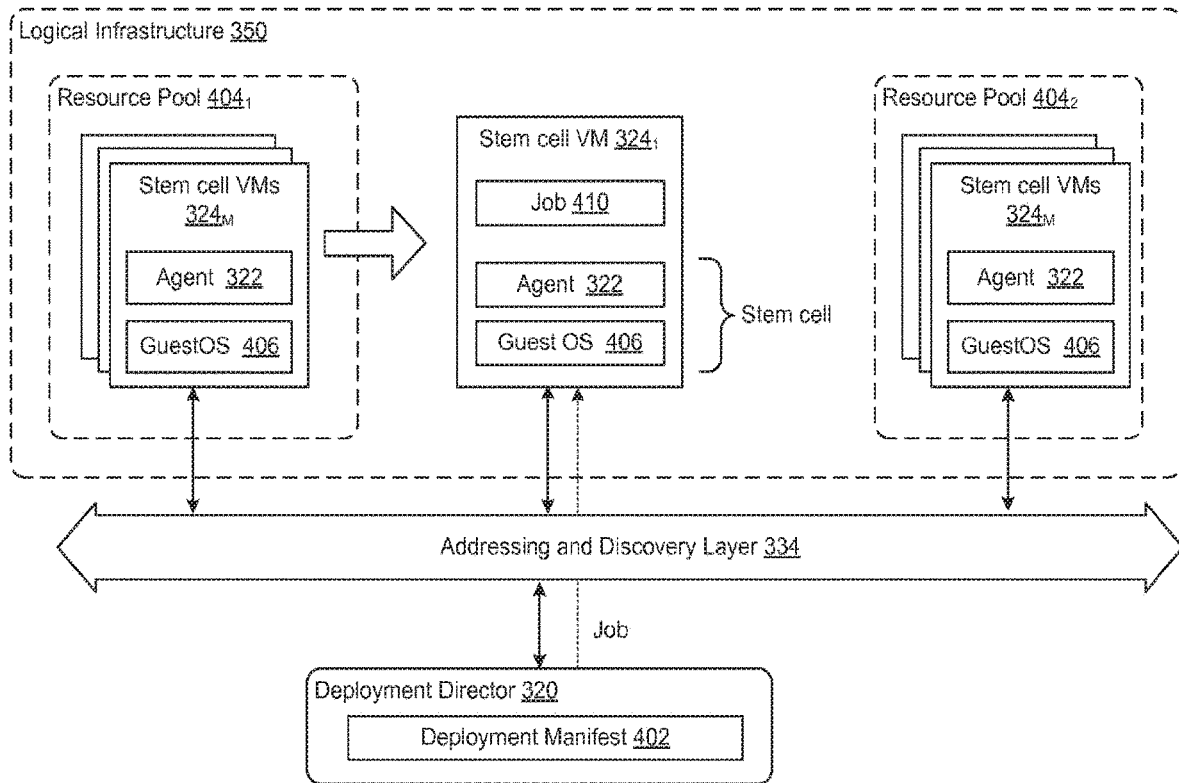 Logical Infrastructure 350
Resource Pool 404₁
Stem cell VMs
324M
Agent 322
GuestOS 406
Stem cell VM 324₁
Job 410
Agent 322
Guest OS 406
Stem cell
Resource Pool 404₂
Stem cell VMs
324M
Agent 322
GuestOS 406
Addressing and Discovery Layer 334
Job
Deployment Director 320
Deployment Manifest 402